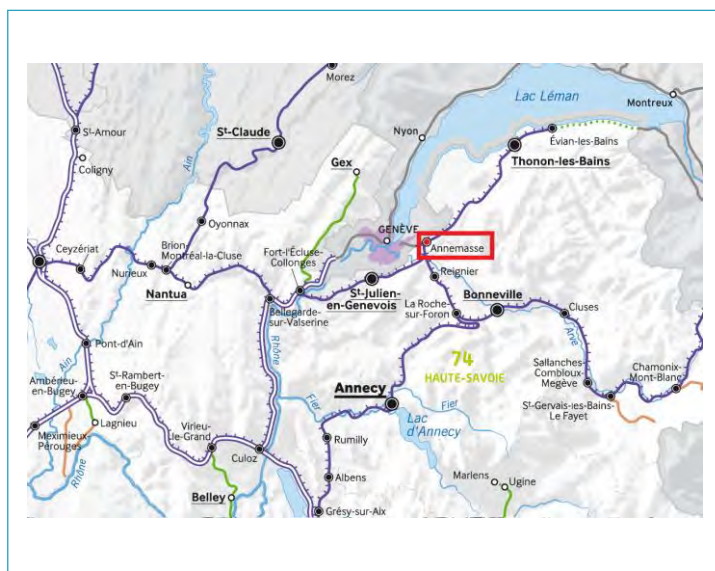 Morez
Lac Léman
Montreux
St-Amour
Ain
St-Claude
Nyon
Évian-les-Bains
Coligny
Gex
Thonon-les-Bains
Oyonnax
GENÈVE
Ceyzériat
Brion-
Montréal-la-Cluse
Fort-l'Écluse-
Collonges
Annemasse
Nurieux
Reignier
Nantua
St-Julien-
en-Genevois
Bonneville
Bellegarde-
sur-Valserine
La Roche-
sur-Foron
Cluses
Arve
Pont-d'Ain
Rhône
74
HAUTE-SAVOIE
Sallanches-
Combloux-
Megève
Chamonix-
Mont-Blanc
Ain
St-Rambert-
en-Bugey
Ambérieu-
en-Bugey
Annecy
Fier
Fier
St-Gervais-les-Bains-
Le Fayet
Lagnieu
Virieu-
le-Grand
Lac
d'Annecy
Meximieux-
Pérouges
Rumilly
Culoz
Rhône
Albens
Marlens
Ugine
Belley
Grésy-sur-Aix